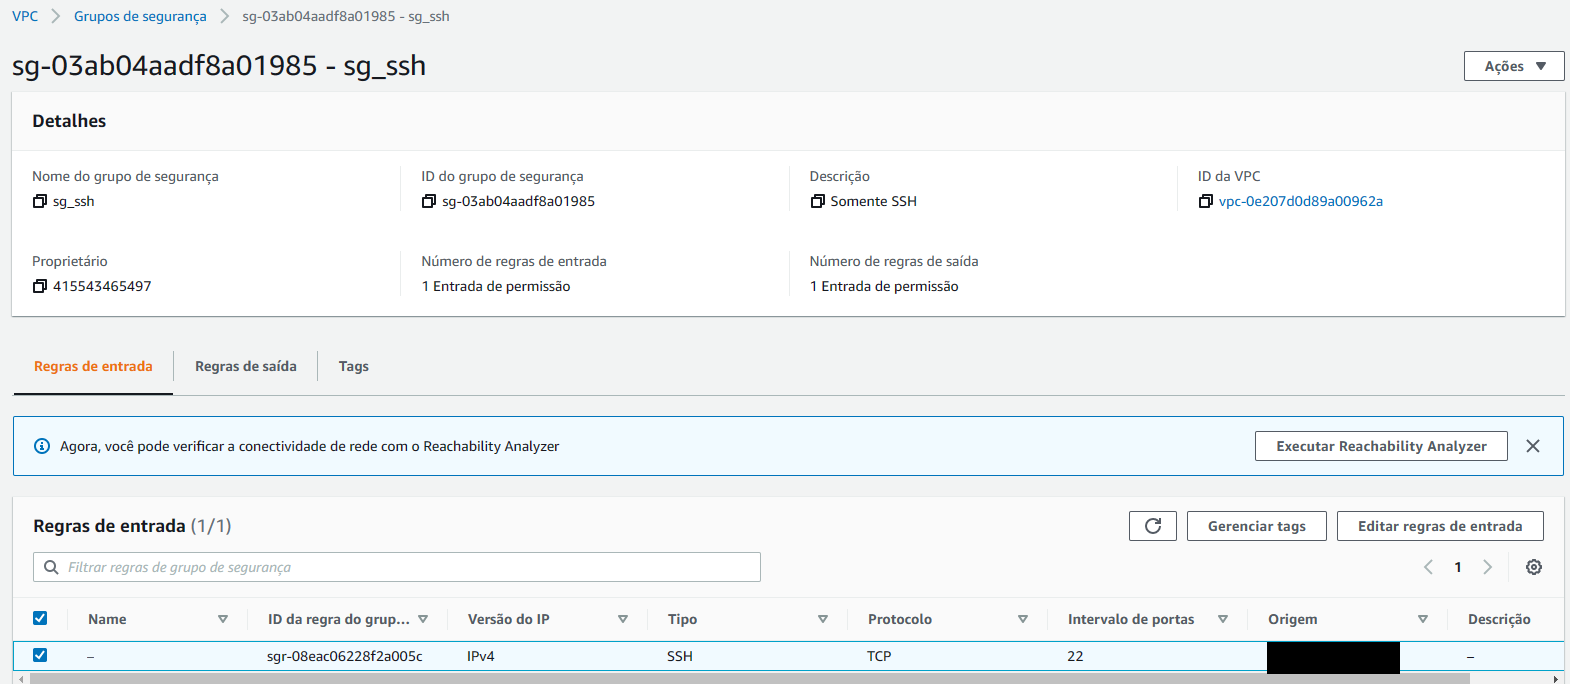 VPC > Grupos de segurança > sg-03ab04aadf8a01985 - sg_ssh
sg-03ab04aadf8a01985 - sg_ssh
Ações
Detalhes
Nome do grupo de segurança
sg_ssh
ID do grupo de segurança
sg-03ab04aadf8a01985
Descrição
Somente SSH
ID da VPC
vpc-0e207d0d89a00962a
Proprietário
415543465497
Número de regras de entrada
1 Entrada de permissão
Número de regras de saída
1 Entrada de permissão
Regras de entrada
Regras de saída
Tags
Agora, você pode verificar a conectividade de rede com o Reachability Analyzer
Executar Reachability Analyzer
Regras de entrada (1/1)
Gerenciar tags
Editar regras de entrada
Filtrar regras de grupo de segurança
1
Name ID da regra do grup... Versão do IP Tipo Protocolo Intervalo de portas Origem Descrição
– sgr-08eac06228f2a005c IPv4 SSH TCP 22 –